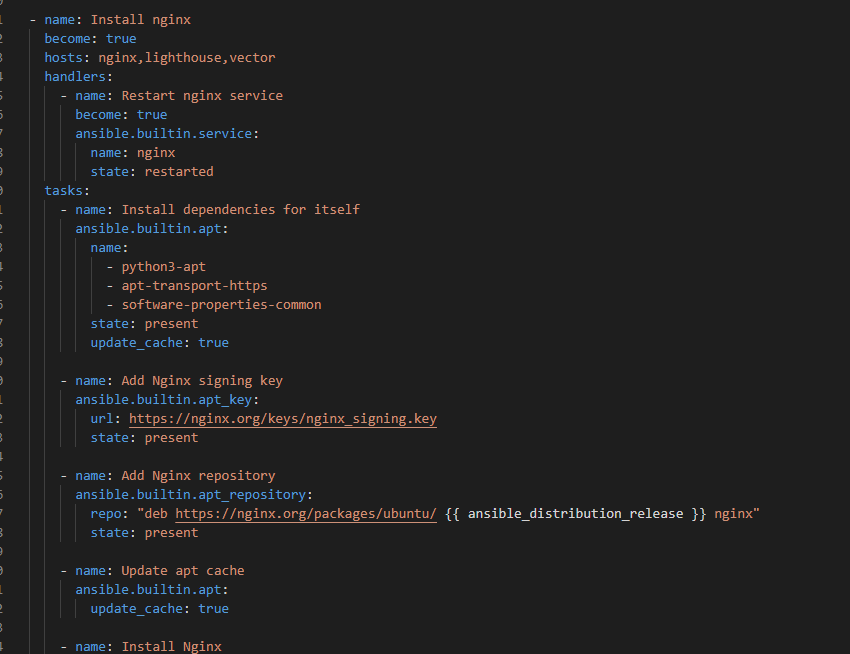 - name: Install nginx
  become: true
  hosts: nginx,lighthouse,vector
  handlers:
    - name: Restart nginx service
      become: true
      ansible.builtin.service:
        name: nginx
        state: restarted
  tasks:
    - name: Install dependencies for itself
      ansible.builtin.apt:
        name:
          - python3-apt
          - apt-transport-https
          - software-properties-common
        state: present
        update_cache: true
    - name: Add Nginx signing key
      ansible.builtin.apt_key:
        url: https://nginx.org/keys/nginx_signing.key
        state: present
    - name: Add Nginx repository
      ansible.builtin.apt_repository:
        repo: "deb https://nginx.org/packages/ubuntu/ {{ ansible_distribution_release }} nginx"
        state: present
    - name: Update apt cache
      ansible.builtin.apt:
        update_cache: true
    - name: Install Nginx